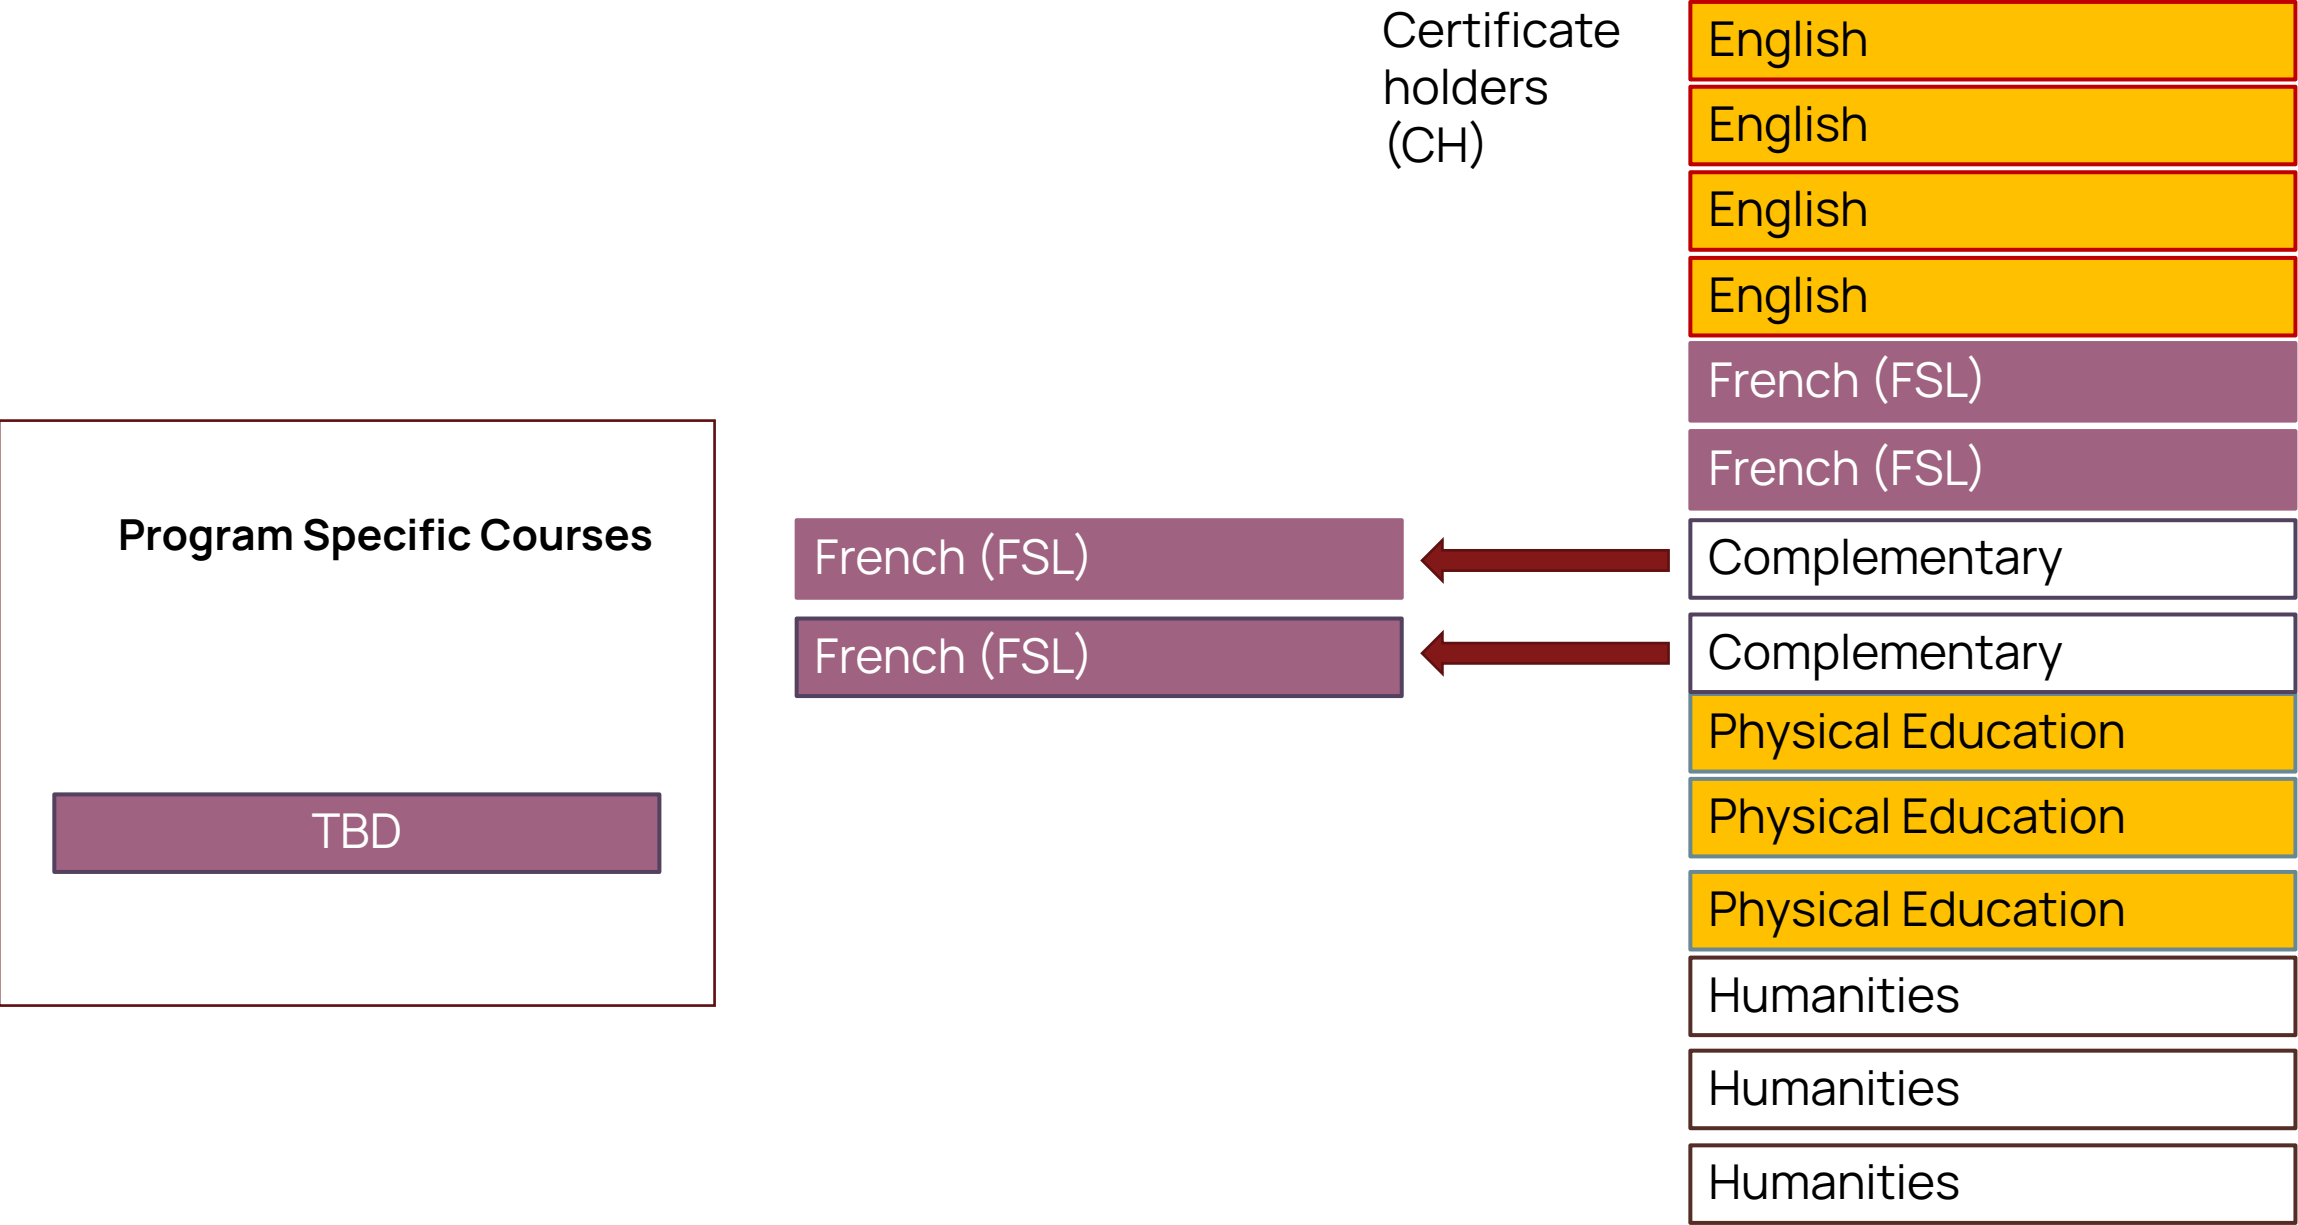 Certificate
holders
(CH)
English
English
English
English
French (FSL)
French (FSL)
Program Specific Courses
French (FSL)
Complementary
French (FSL)
Complementary
Physical Education
TBD
Physical Education
Physical Education
Humanities
Humanities
Humanities